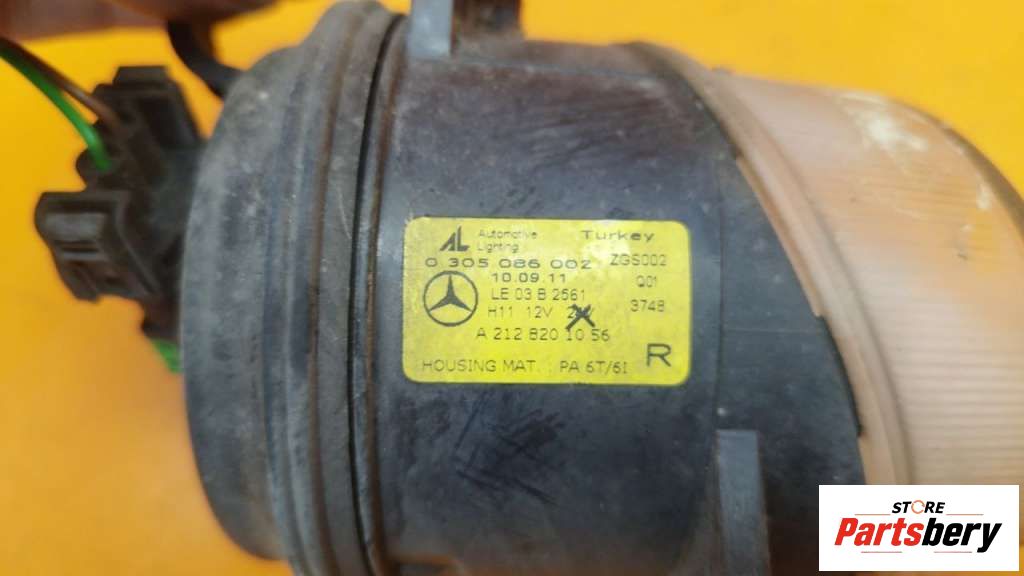 AL Automotive Lighting Turkey
0 305 086 002 ZGS002
10.09.11 Q01
LE 03 B 2561
H11 12V 3748
A 212 820 10 56
HOUSING MAT. : PA 6T/6I R
STORE
Partsbery